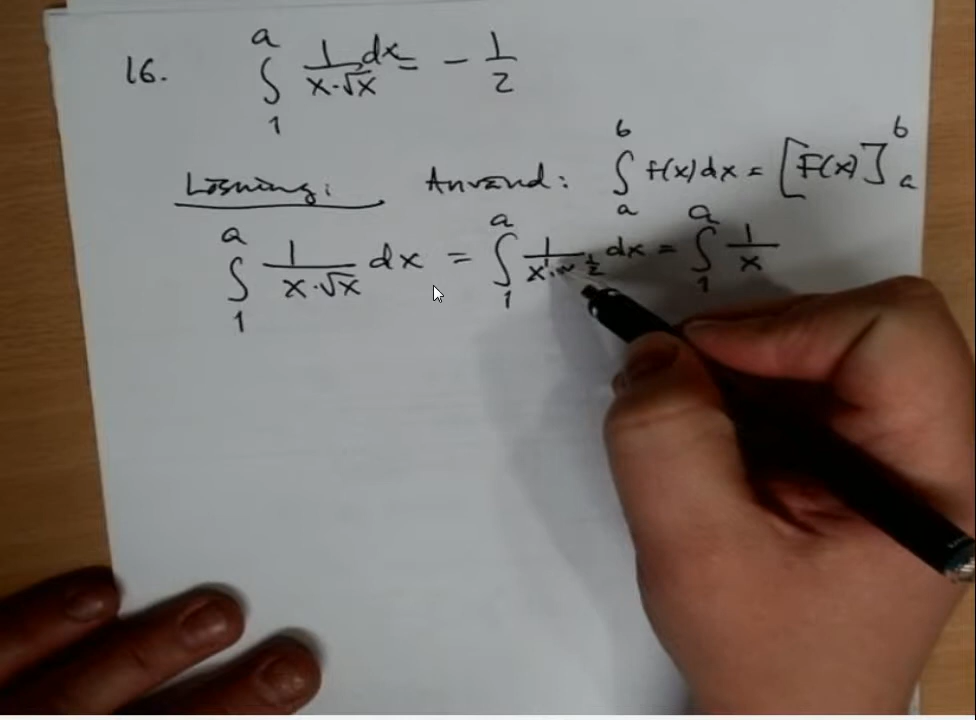 16. ∫₁ᵃ 1/(x·√x) dx = - 1/2
Lösning: Använd: ∫ₐᵇ f(x)dx = [F(x)]ₐᵇ
∫₁ᵃ 1/(x·√x) dx = ∫₁ᵃ 1/(x¹·x^½) dx = ∫₁ᵃ 1/x